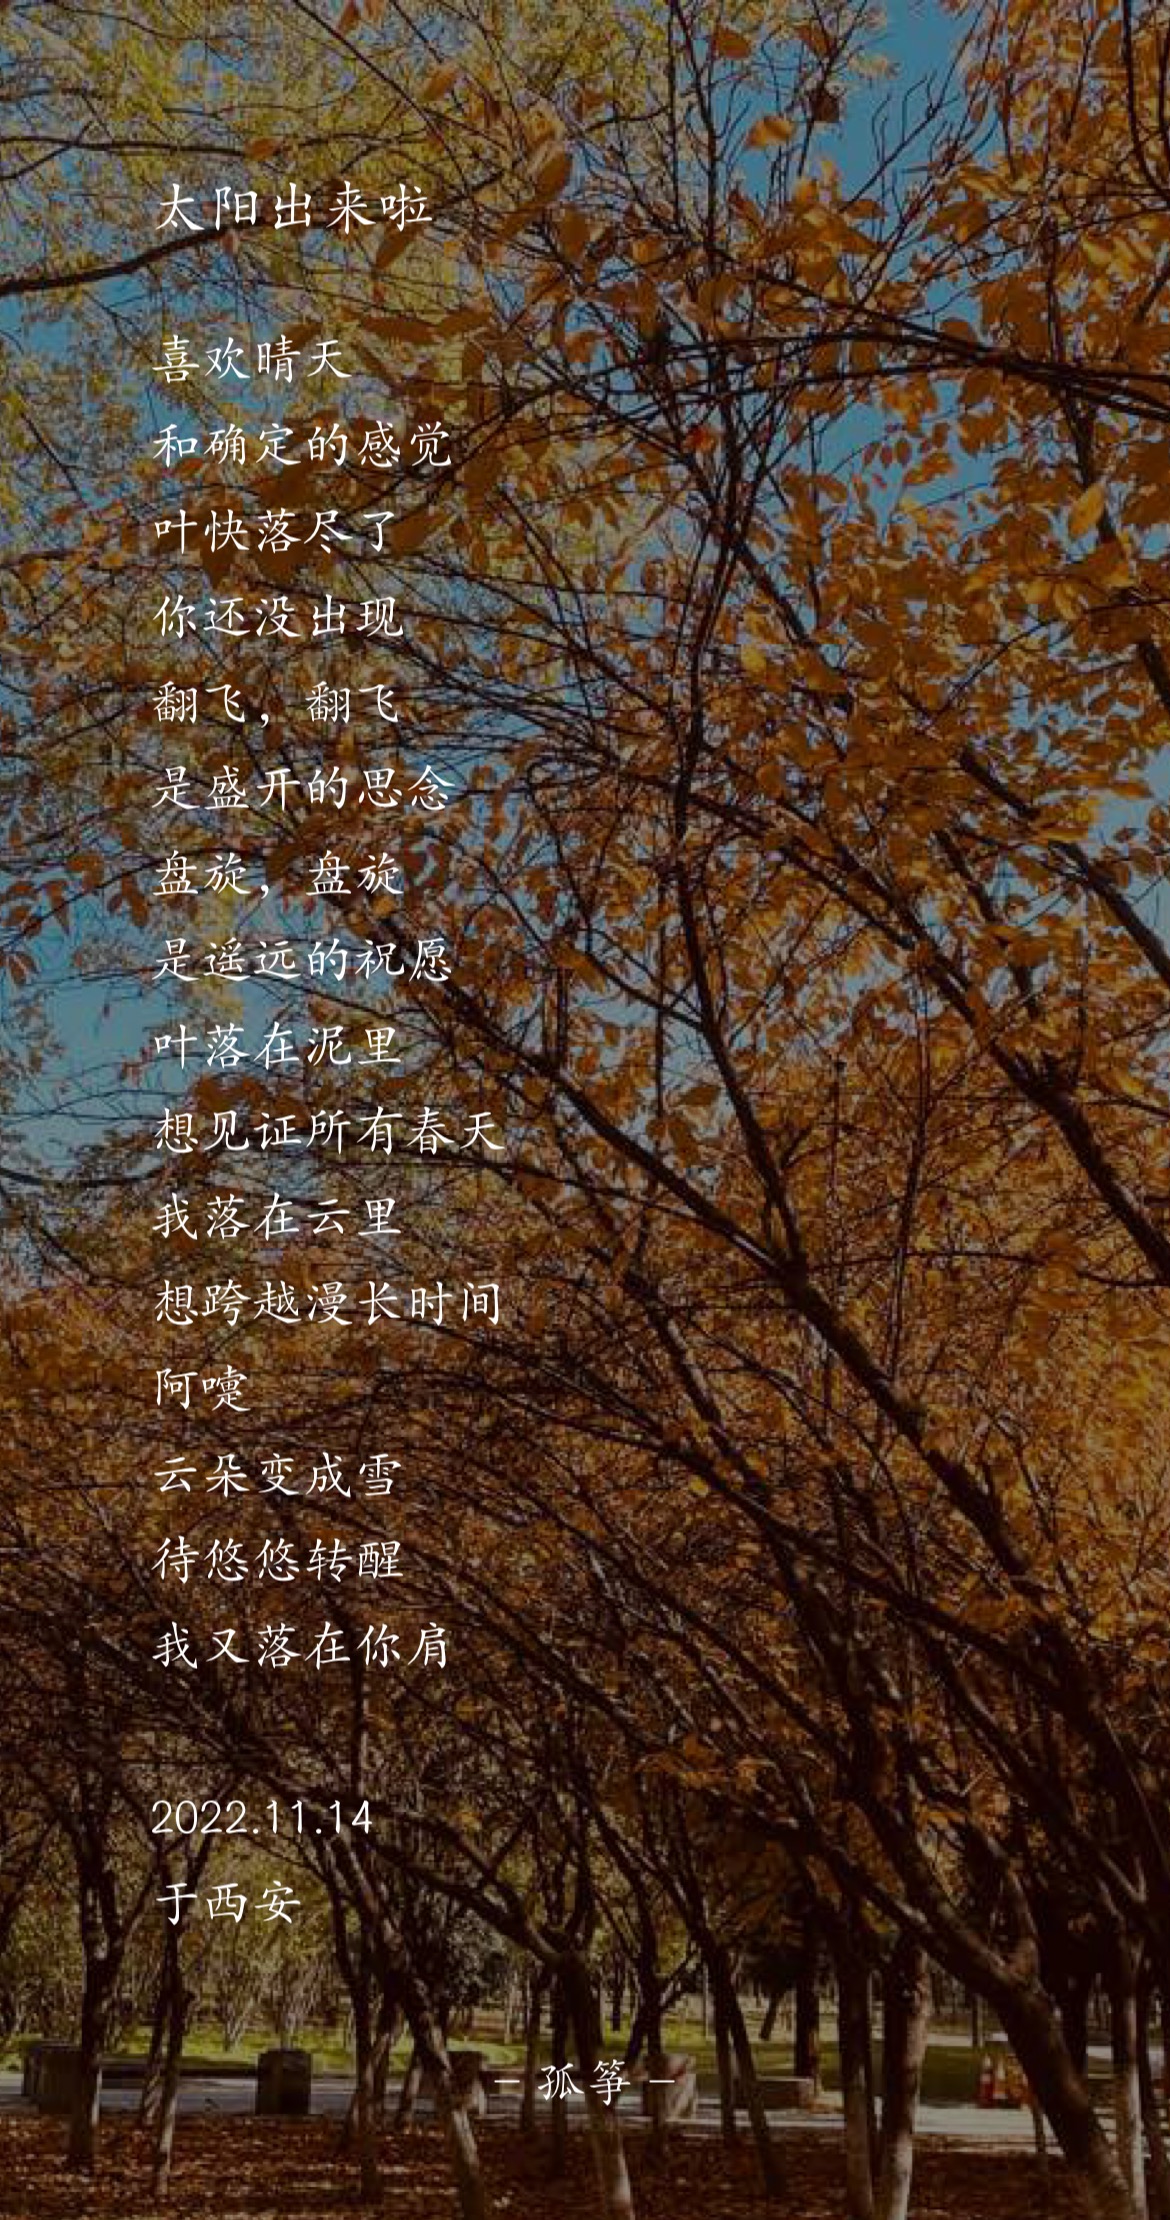 太阳出来啦
喜欢晴天
和确定的感觉
叶快落尽了
你还没出现
翻飞，翻飞
是盛开的思念
盘旋，盘旋
是遥远的祝愿
叶落在泥里
想见证所有春天
我落在云里
想跨越漫长时间
阿嚏
云朵变成雪
待悠悠转醒
我又落在你肩
2022.11.14
于西安
– 孤筝 –